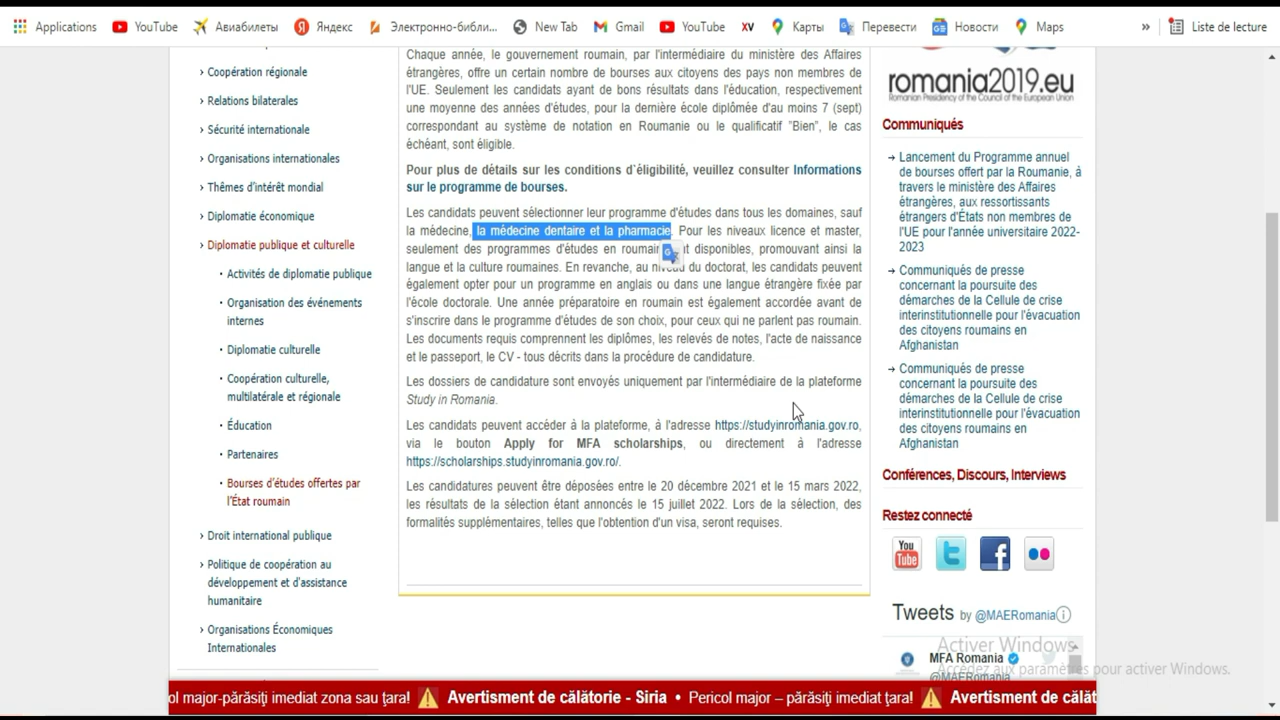 Applications
YouTube
Авиабилеты
Яндекс
Электронно-библи...
New Tab
Gmail
YouTube
XV
Карты
Перевести
Новости
Maps
»
Liste de lecture
› Coopération régionale
› Relations bilaterales
› Sécurité internationale
› Organisations internationales
› Thêmes d'intérêt mondial
› Diplomatie économique
› Diplomatie publique et culturelle
· Activités de diplomatie publique
· Organisation des événements
internes
· Diplomatie culturelle
· Coopération culturelle,
multilatérale et régionale
· Éducation
· Partenaires
· Bourses d'études offertes par
l'État roumain
› Droit international publique
› Politique de coopération au
développement et d'assistance
humanitaire
› Organisations Économiques
Internationales
Chaque année, le gouvernement roumain, par l'intermédiaire du ministère des Affaires
étrangères, offre un certain nombre de bourses aux citoyens des pays non membres de
l'UE. Seulement les candidats ayant de bons résultats dans l'éducation, respectivement
une moyenne des années d'études, pour la dernière école diplômée d'au moins 7 (sept)
correspondant au système de notation en Roumanie ou le qualificatif "Bien", le cas
échéant, sont éligible.
Pour plus de détails sur les conditions d`éligibilité, veuillez consulter Informations
sur le programme de bourses.
Les candidats peuvent sélectionner leur programme d'études dans tous les domaines, sauf
la médecine, la médecine dentaire et la pharmacie. Pour les niveaux licence et master,
seulement des programmes d'études en roumain disponibles, promouvant ainsi la
langue et la culture roumaines. En revanche, au niveau du doctorat, les candidats peuvent
également opter pour un programme en anglais ou dans une langue étrangère fixée par
l'école doctorale. Une année préparatoire en roumain est également accordée avant de
s'inscrire dans le programme d'études de son choix, pour ceux qui ne parlent pas roumain.
Les documents requis comprennent les diplômes, les relevés de notes, l'acte de naissance
et le passeport, le CV - tous décrits dans la procédure de candidature.
Les dossiers de candidature sont envoyés uniquement par l'intermédiaire de la plateforme
Study in Romania.
Les candidats peuvent accéder à la plateforme, à l'adresse https://studyinromania.gov.ro,
via le bouton Apply for MFA scholarships, ou directement à l'adresse
https://scholarships.studyinromania.gov.ro/.
Les candidatures peuvent être déposées entre le 20 décembre 2021 et le 15 mars 2022,
les résultats de la sélection étant annoncés le 15 juillet 2022. Lors de la sélection, des
formalités supplémentaires, telles que l'obtention d'un visa, seront requises.
romania2019.eu
Romanian Presidency of the Council of the European Union
Communiqués
→ Lancement du Programme annuel
de bourses offert par la Roumanie, à
travers le ministère des Affaires
étrangères, aux ressortissants
étrangers d'États non membres de
l'UE pour l'année universitaire 2022-
2023
→ Communiqués de presse
concernant la poursuite des
démarches de la Cellule de crise
interinstitutionnelle pour l'évacuation
des citoyens roumains en
Afghanistan
→ Communiqués de presse
concernant la poursuite des
démarches de la Cellule de crise
interinstitutionnelle pour l'évacuation
des citoyens roumains en
Afghanistan
Conférences, Discours, Interviews
Restez connecté
You
Tube
Tweets by @MAERomania
MFA Romania
@MAERomania
Activer Windows
Accédez aux paramètres pour activer Windows.
ol major-părăsiţi imediat zona sau ţara! Avertisment de călătorie - Siria • Pericol major – părăsiţi imediat ţara! Avertisment de călăt